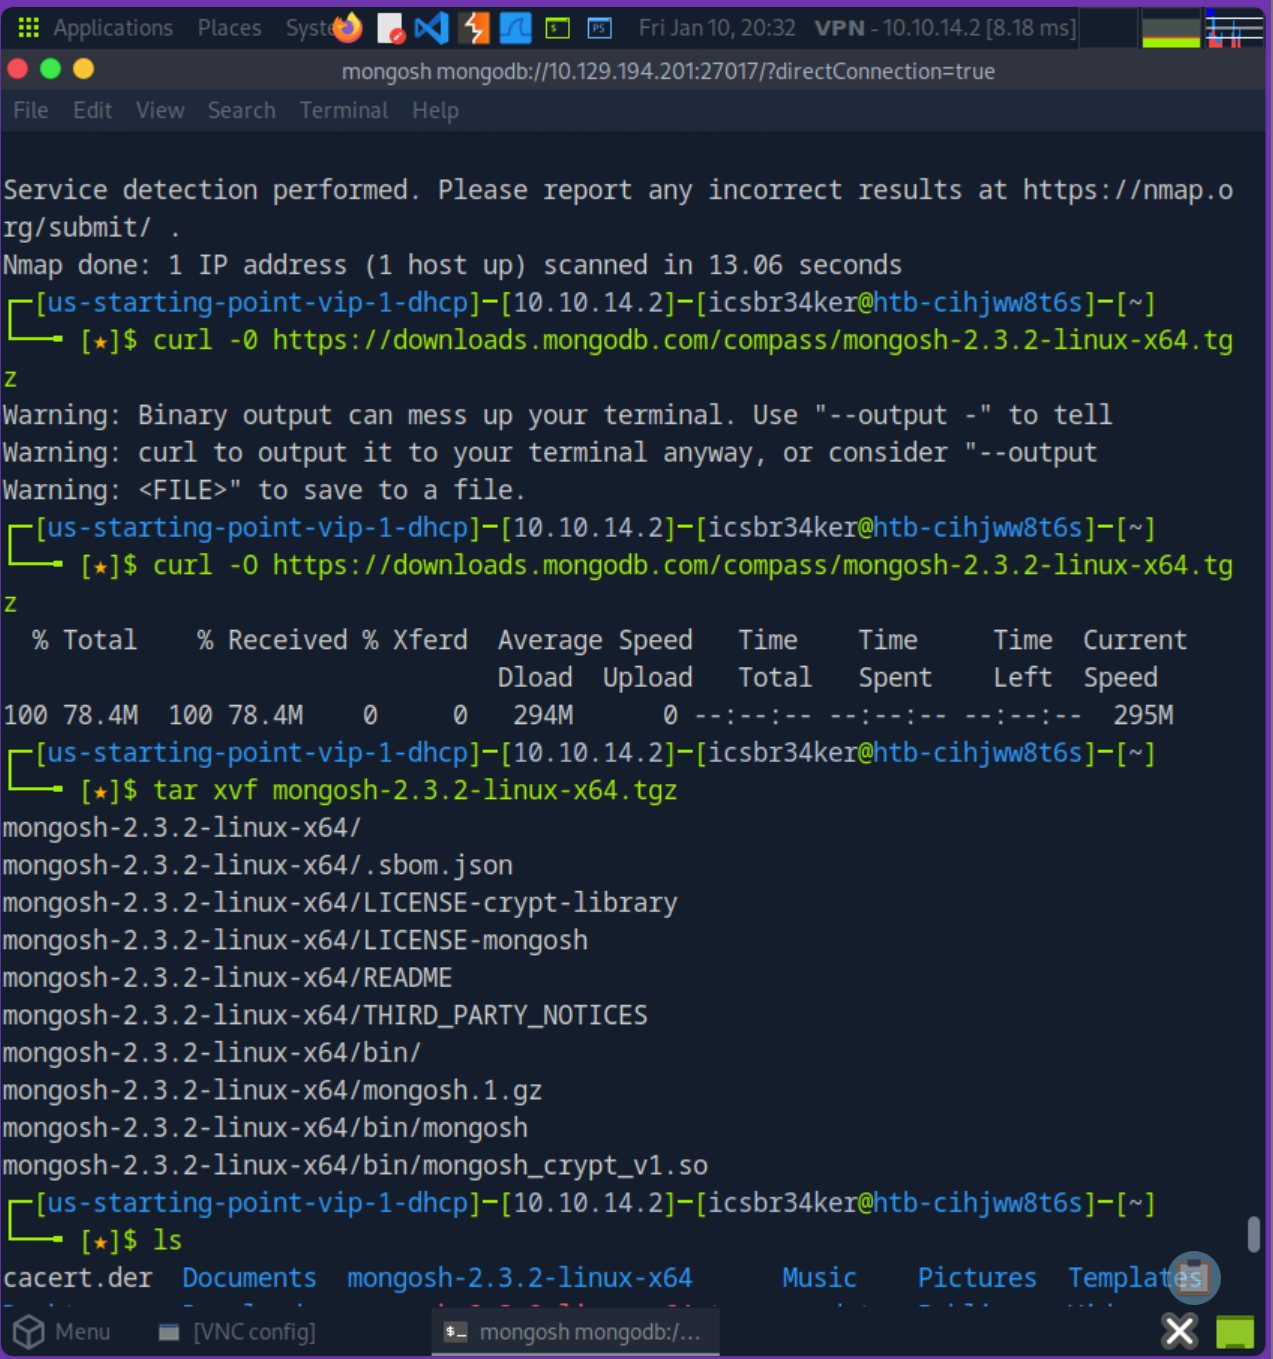 Applications Places Syste Fri Jan 10, 20:32 VPN - 10.10.14.2 [8.18 ms]
mongosh mongodb://10.129.194.201:27017/?directConnection=true
File Edit View Search Terminal Help
Service detection performed. Please report any incorrect results at https://nmap.o
rg/submit/ .
Nmap done: 1 IP address (1 host up) scanned in 13.06 seconds
┌─[us-starting-point-vip-1-dhcp]─[10.10.14.2]─[icsbr34ker@htb-cihjww8t6s]─[~]
└──╼ [★]$ curl -0 https://downloads.mongodb.com/compass/mongosh-2.3.2-linux-x64.tg
z
Warning: Binary output can mess up your terminal. Use "--output -" to tell
Warning: curl to output it to your terminal anyway, or consider "--output
Warning: <FILE>" to save to a file.
┌─[us-starting-point-vip-1-dhcp]─[10.10.14.2]─[icsbr34ker@htb-cihjww8t6s]─[~]
└──╼ [★]$ curl -O https://downloads.mongodb.com/compass/mongosh-2.3.2-linux-x64.tg
z
% Total % Received % Xferd Average Speed Time Time Time Current
Dload Upload Total Spent Left Speed
100 78.4M 100 78.4M 0 0 294M 0 --:--:-- --:--:-- --:--:-- 295M
┌─[us-starting-point-vip-1-dhcp]─[10.10.14.2]─[icsbr34ker@htb-cihjww8t6s]─[~]
└──╼ [★]$ tar xvf mongosh-2.3.2-linux-x64.tgz
mongosh-2.3.2-linux-x64/
mongosh-2.3.2-linux-x64/.sbom.json
mongosh-2.3.2-linux-x64/LICENSE-crypt-library
mongosh-2.3.2-linux-x64/LICENSE-mongosh
mongosh-2.3.2-linux-x64/README
mongosh-2.3.2-linux-x64/THIRD_PARTY_NOTICES
mongosh-2.3.2-linux-x64/bin/
mongosh-2.3.2-linux-x64/mongosh.1.gz
mongosh-2.3.2-linux-x64/bin/mongosh
mongosh-2.3.2-linux-x64/bin/mongosh_crypt_v1.so
┌─[us-starting-point-vip-1-dhcp]─[10.10.14.2]─[icsbr34ker@htb-cihjww8t6s]─[~]
└──╼ [★]$ ls
cacert.der Documents mongosh-2.3.2-linux-x64 Music Pictures Templates
Menu [VNC config] mongosh mongodb:/...